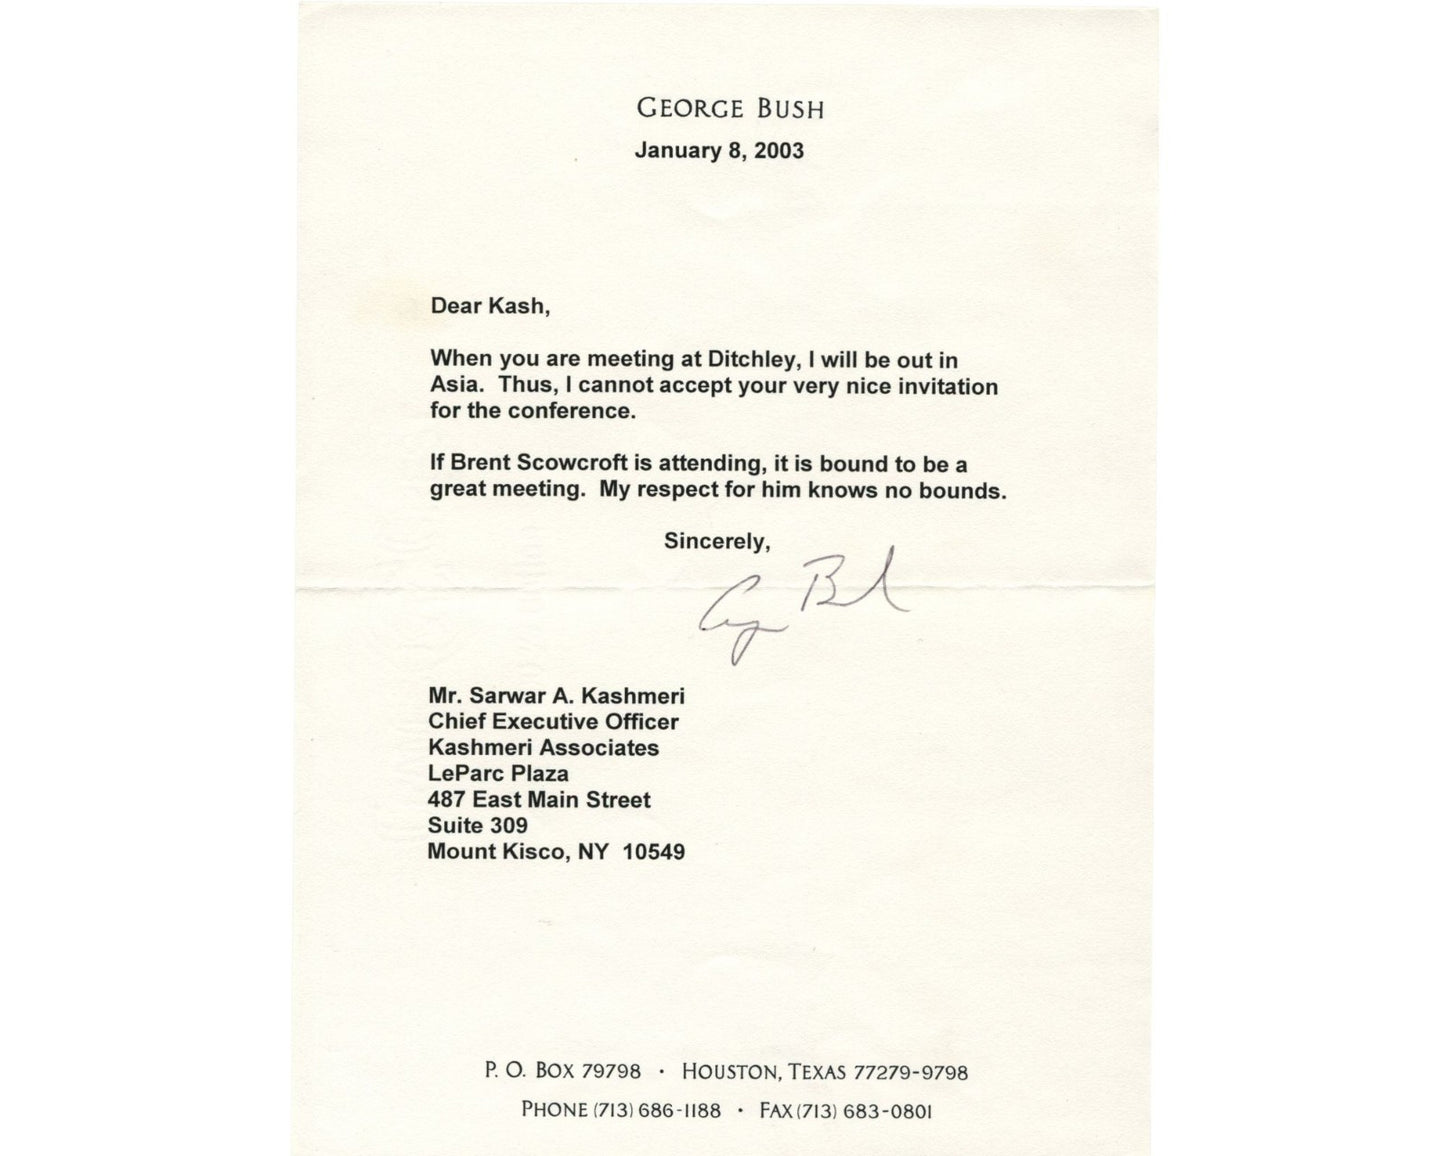 GEORGE BUSH
January 8, 2003
Dear Kash,
When you are meeting at Ditchley, I will be out in
Asia.  Thus, I cannot accept your very nice invitation
for the conference.
If Brent Scowcroft is attending, it is bound to be a
great meeting.  My respect for him knows no bounds.
Sincerely,
G Bush
Mr. Sarwar A. Kashmeri
Chief Executive Officer
Kashmeri Associates
LeParc Plaza
487 East Main Street
Suite 309
Mount Kisco, NY  10549
P. O. BOX 79798 · HOUSTON, TEXAS 77279-9798
PHONE (713) 686-1188 · FAX (713) 683-0801